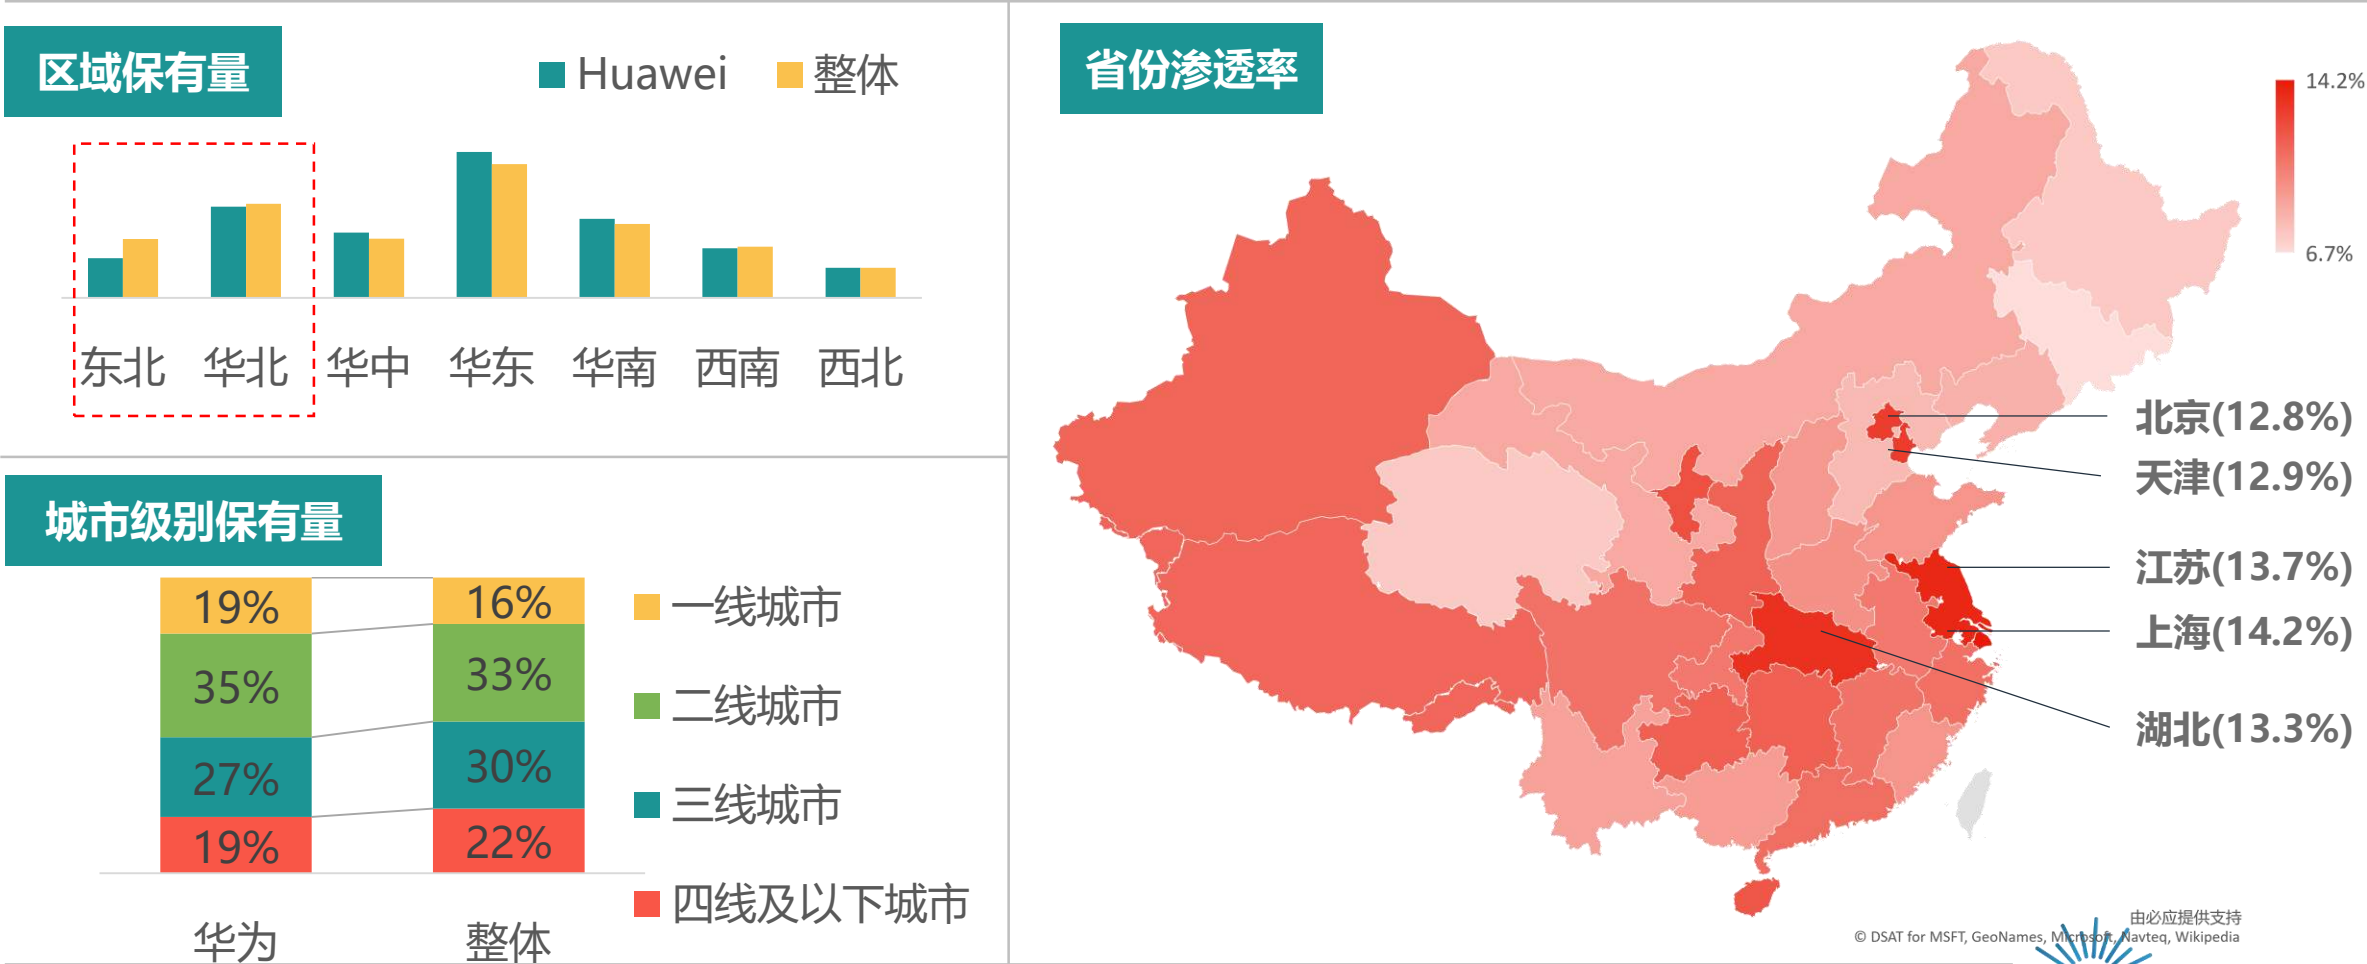 区域保有量
Huawei
整体
东北
华北
华中
华东
华南
西南
西北
城市级别保有量
19%
35%
27%
19%
16%
33%
30%
22%
一线城市
二线城市
三线城市
四线及以下城市
华为
整体
省份渗透率
14.2%
6.7%
北京(12.8%)
天津(12.9%)
江苏(13.7%)
上海(14.2%)
湖北(13.3%)
由必应提供支持
© DSAT for MSFT, GeoNames, Microsoft, Navteq, Wikipedia